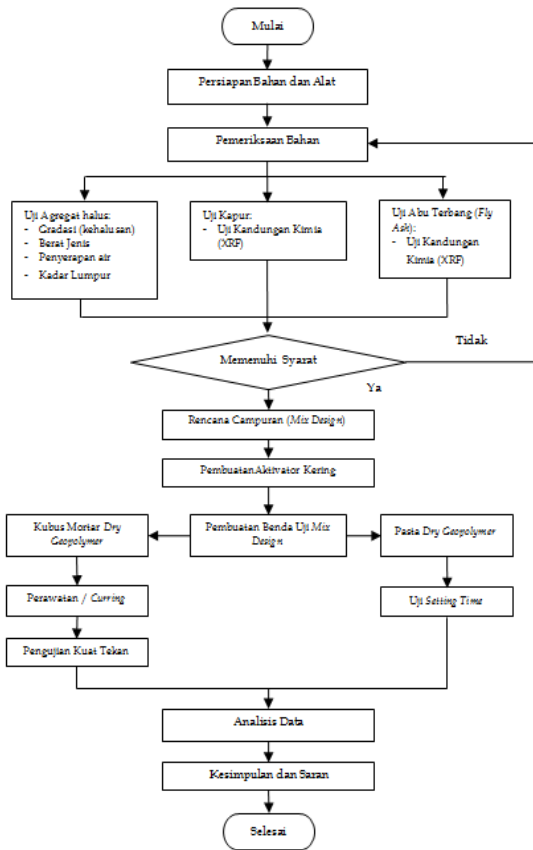 Mulai
Persiapan Bahan dan Alat
Pemeriksaan Bahan
Uji Agregat halus:
- Gradasi (kehalusan)
- Berat Jenis
- Penyerapan air
- Kadar Lumpur
Uji Kapur:
- Uji Kandungan Kimia
(XRF)
Uji Abu Terbang (Fly
Ash):
- Uji Kandungan
Kimia (XRF)
Memenuhi Syarat
Tidak
Ya
Rencana Campuran (Mix Design)
Pembuatan Aktivator Kering
Kubus Mortar Dry
Geopolymer
Pembuatan Benda Uji Mix
Design
Pasta Dry Geopolymer
Perawatan / Curring
Uji Setting Time
Pengujian Kuat Tekan
Analisis Data
Kesimpulan dan Saran
Selesai